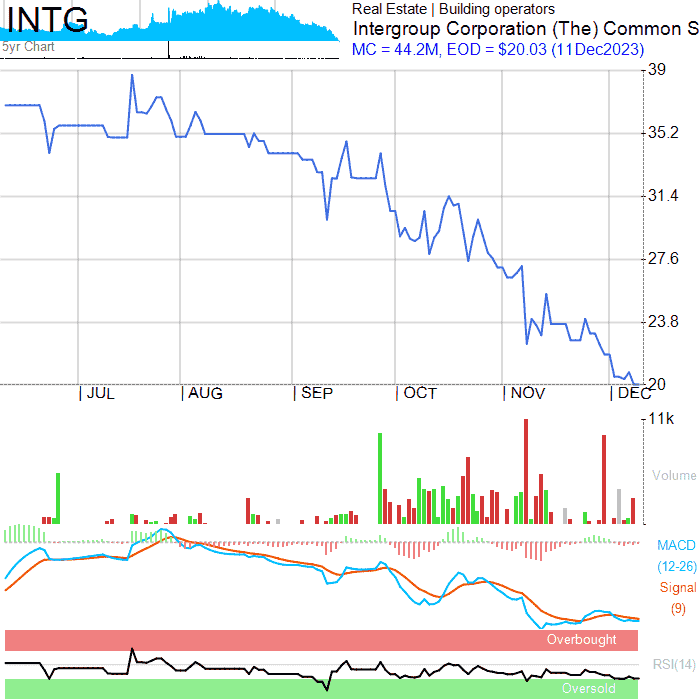 INTG
5yr Chart
Real Estate | Building operators
Intergroup Corporation (The) Common S
MC = 44.2M, EOD = $20.03 (11Dec2023)
39
35.2
31.4
27.6
23.8
20
JUL AUG SEP OCT NOV DEC
11k
Volume
MACD
(12-26)
Signal
(9)
Overbought
RSI(14)
Oversold